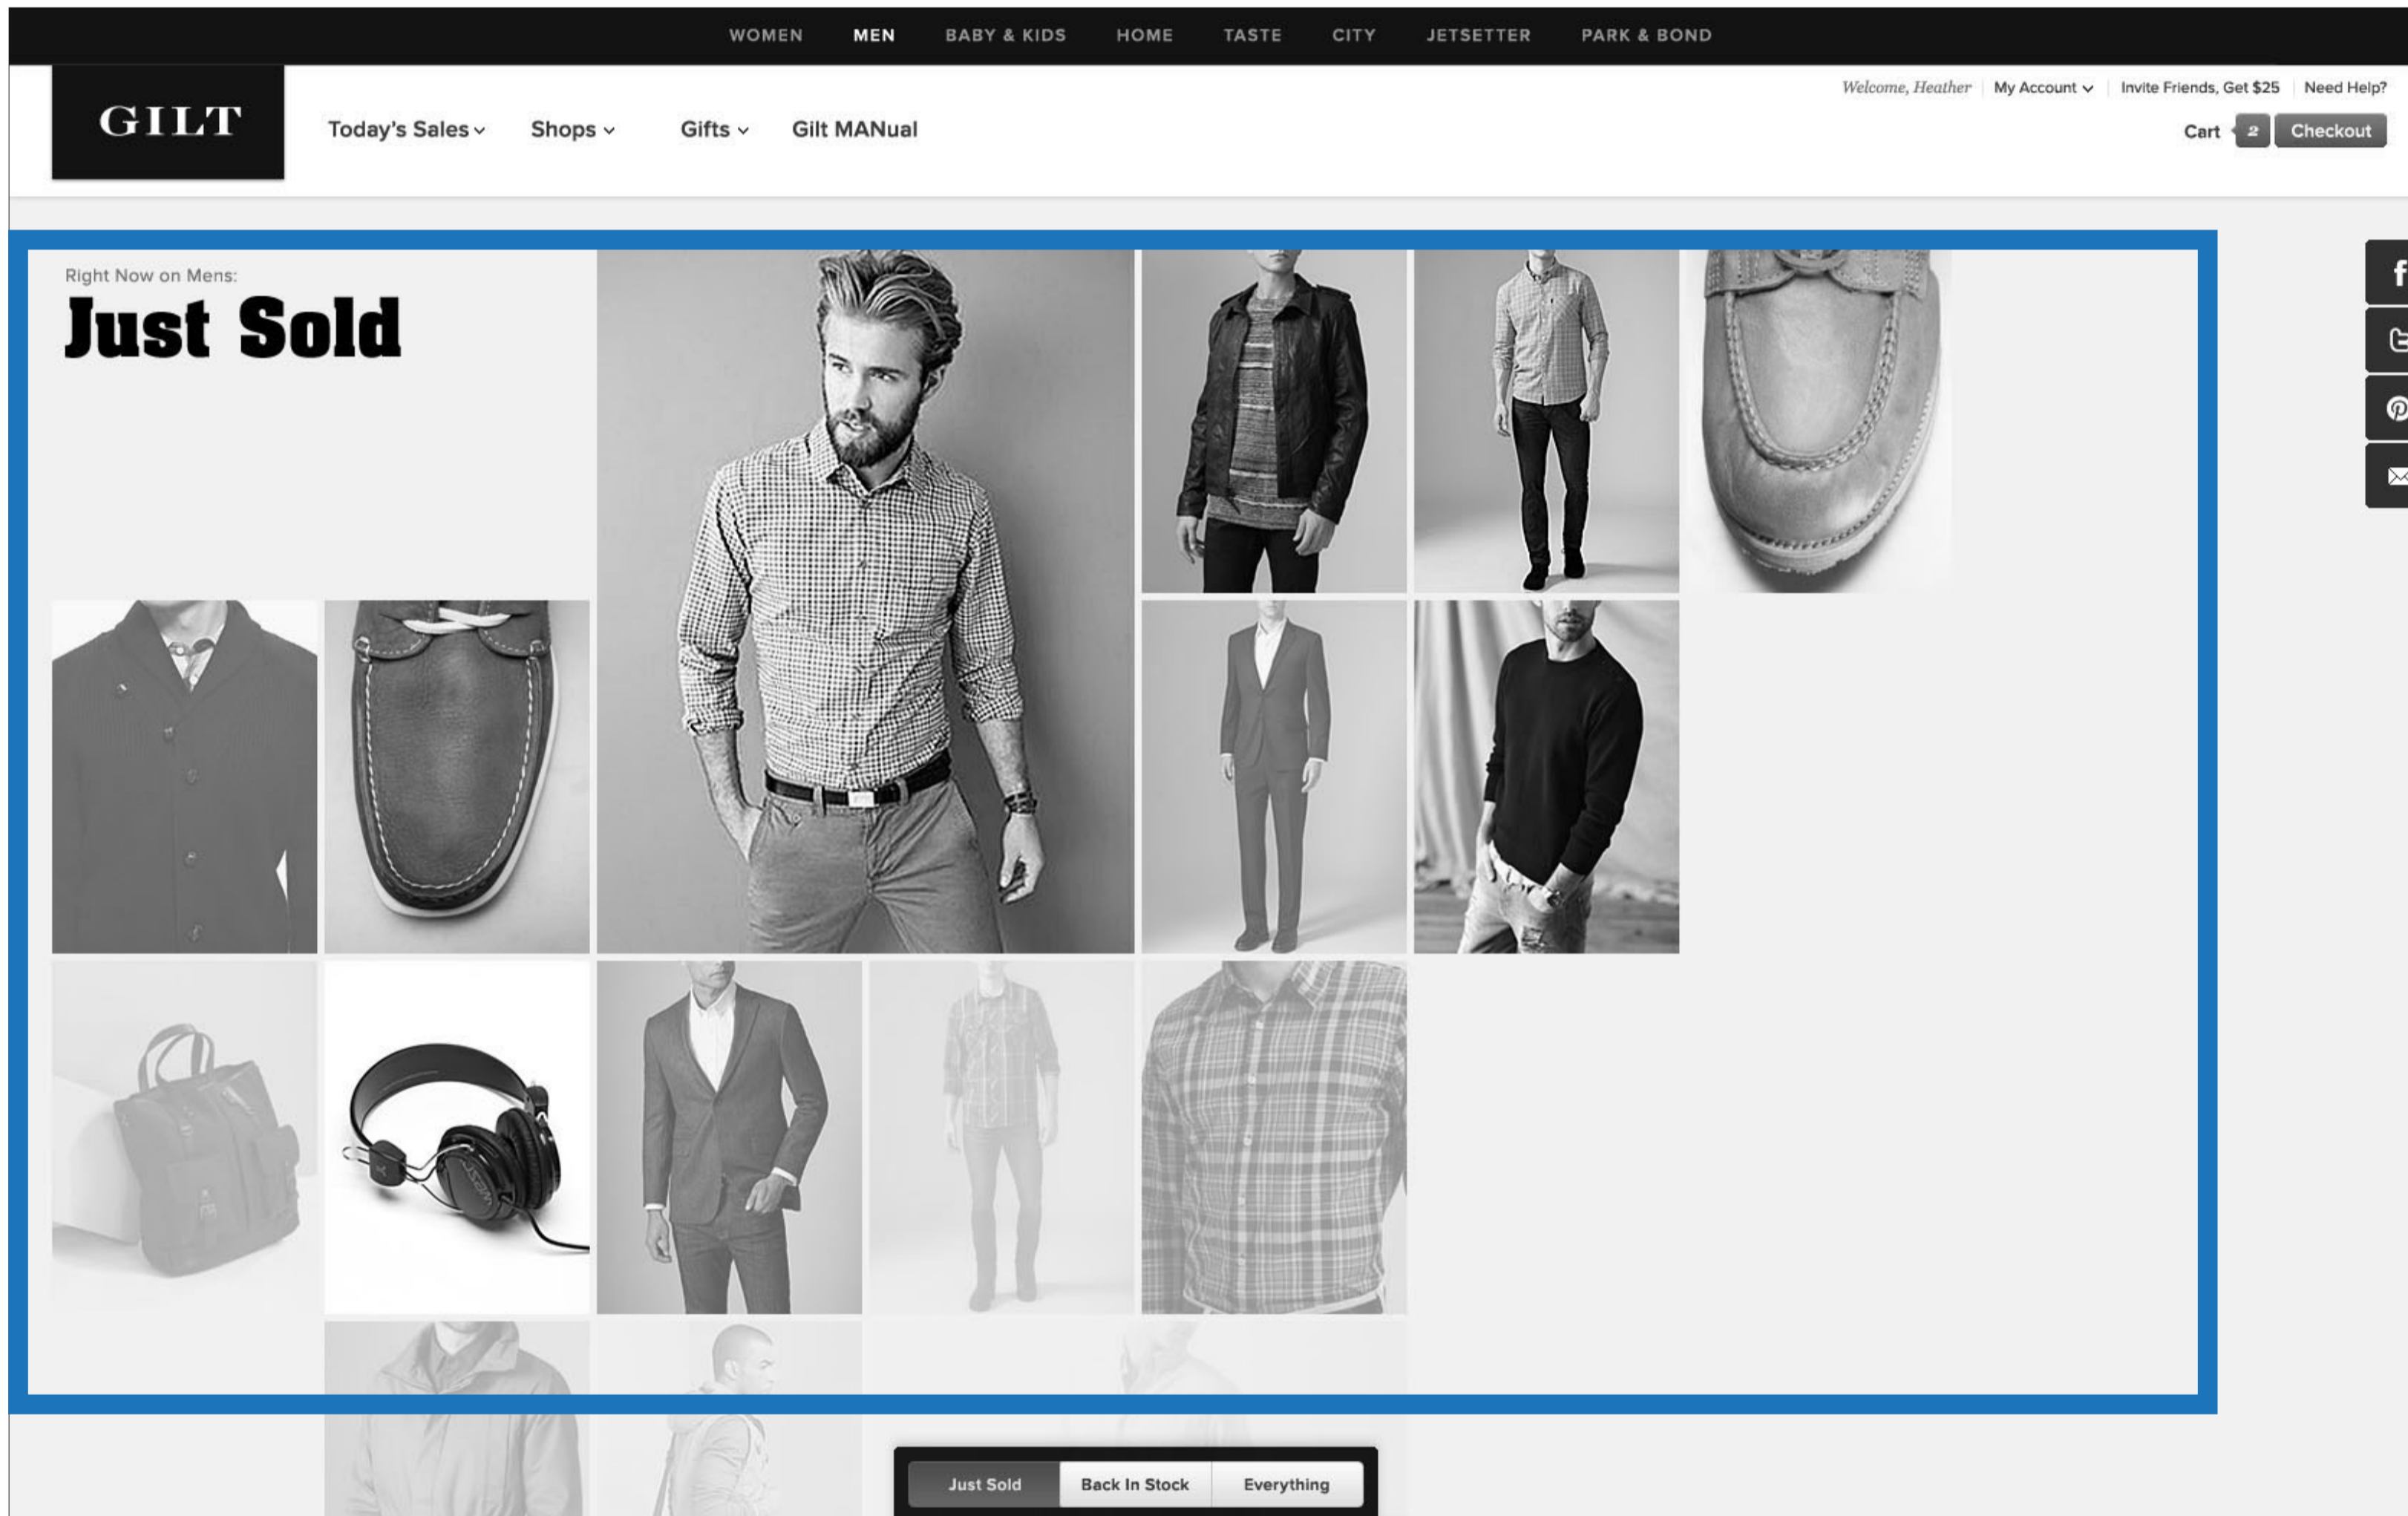 WOMEN MEN BABY & KIDS HOME TASTE CITY JETSETTER PARK & BOND
Welcome, Heather My Account Invite Friends, Get $25 Need Help?
GILT Today's Sales Shops Gifts Gilt MANual Cart 2 Checkout
Right Now on Mens:
Just Sold
WESC
Just Sold Back In Stock Everything